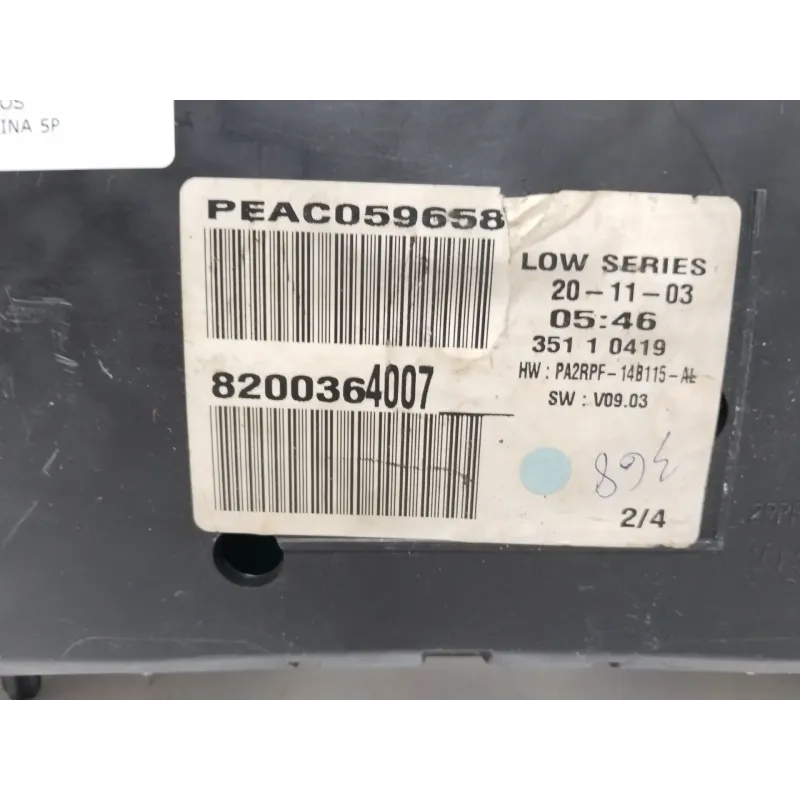 INA 5P
PEAC059658
LOW SERIES
20-11-03
05:46
351 1 0419
HW : PA2RPF-14B115-AL
SW : V09.03
8200364007
368
2/4